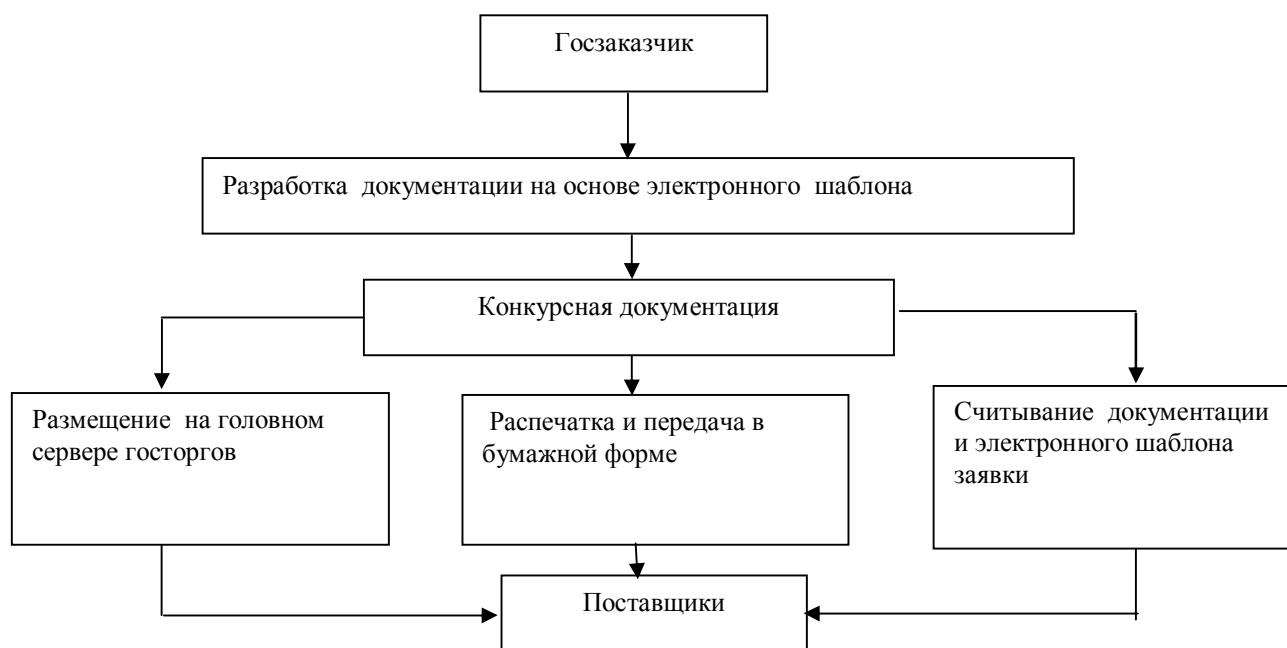 Госзаказчик
Разработка документации на основе электронного шаблона
Конкурсная документация
Размещение на головном
сервере госторгов
Распечатка и передача в
бумажной форме
Считывание документации
и электронного шаблона
заявки
Поставщики